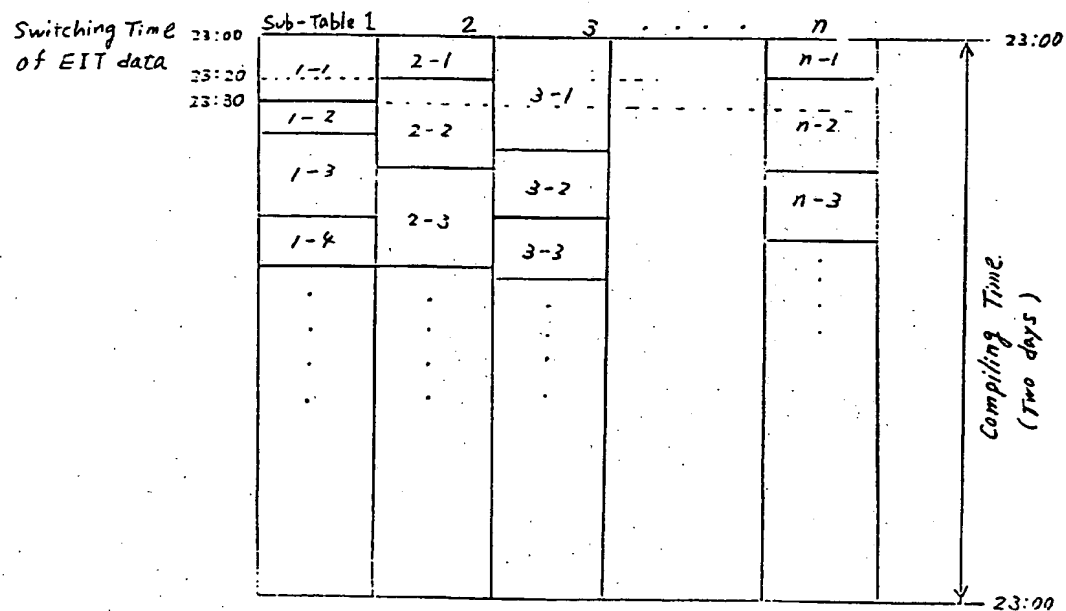 Switching Time
of EIT data
Sub-Table 1 2 3 . . . . . n
23:00 23:00
23:20
23:30
1-1 2-1 3-1 n-1
1-2 2-2 n-2
1-3 3-2 n-3
1-4 2-3 3-3
Compiling Time
(Two days)
23:00